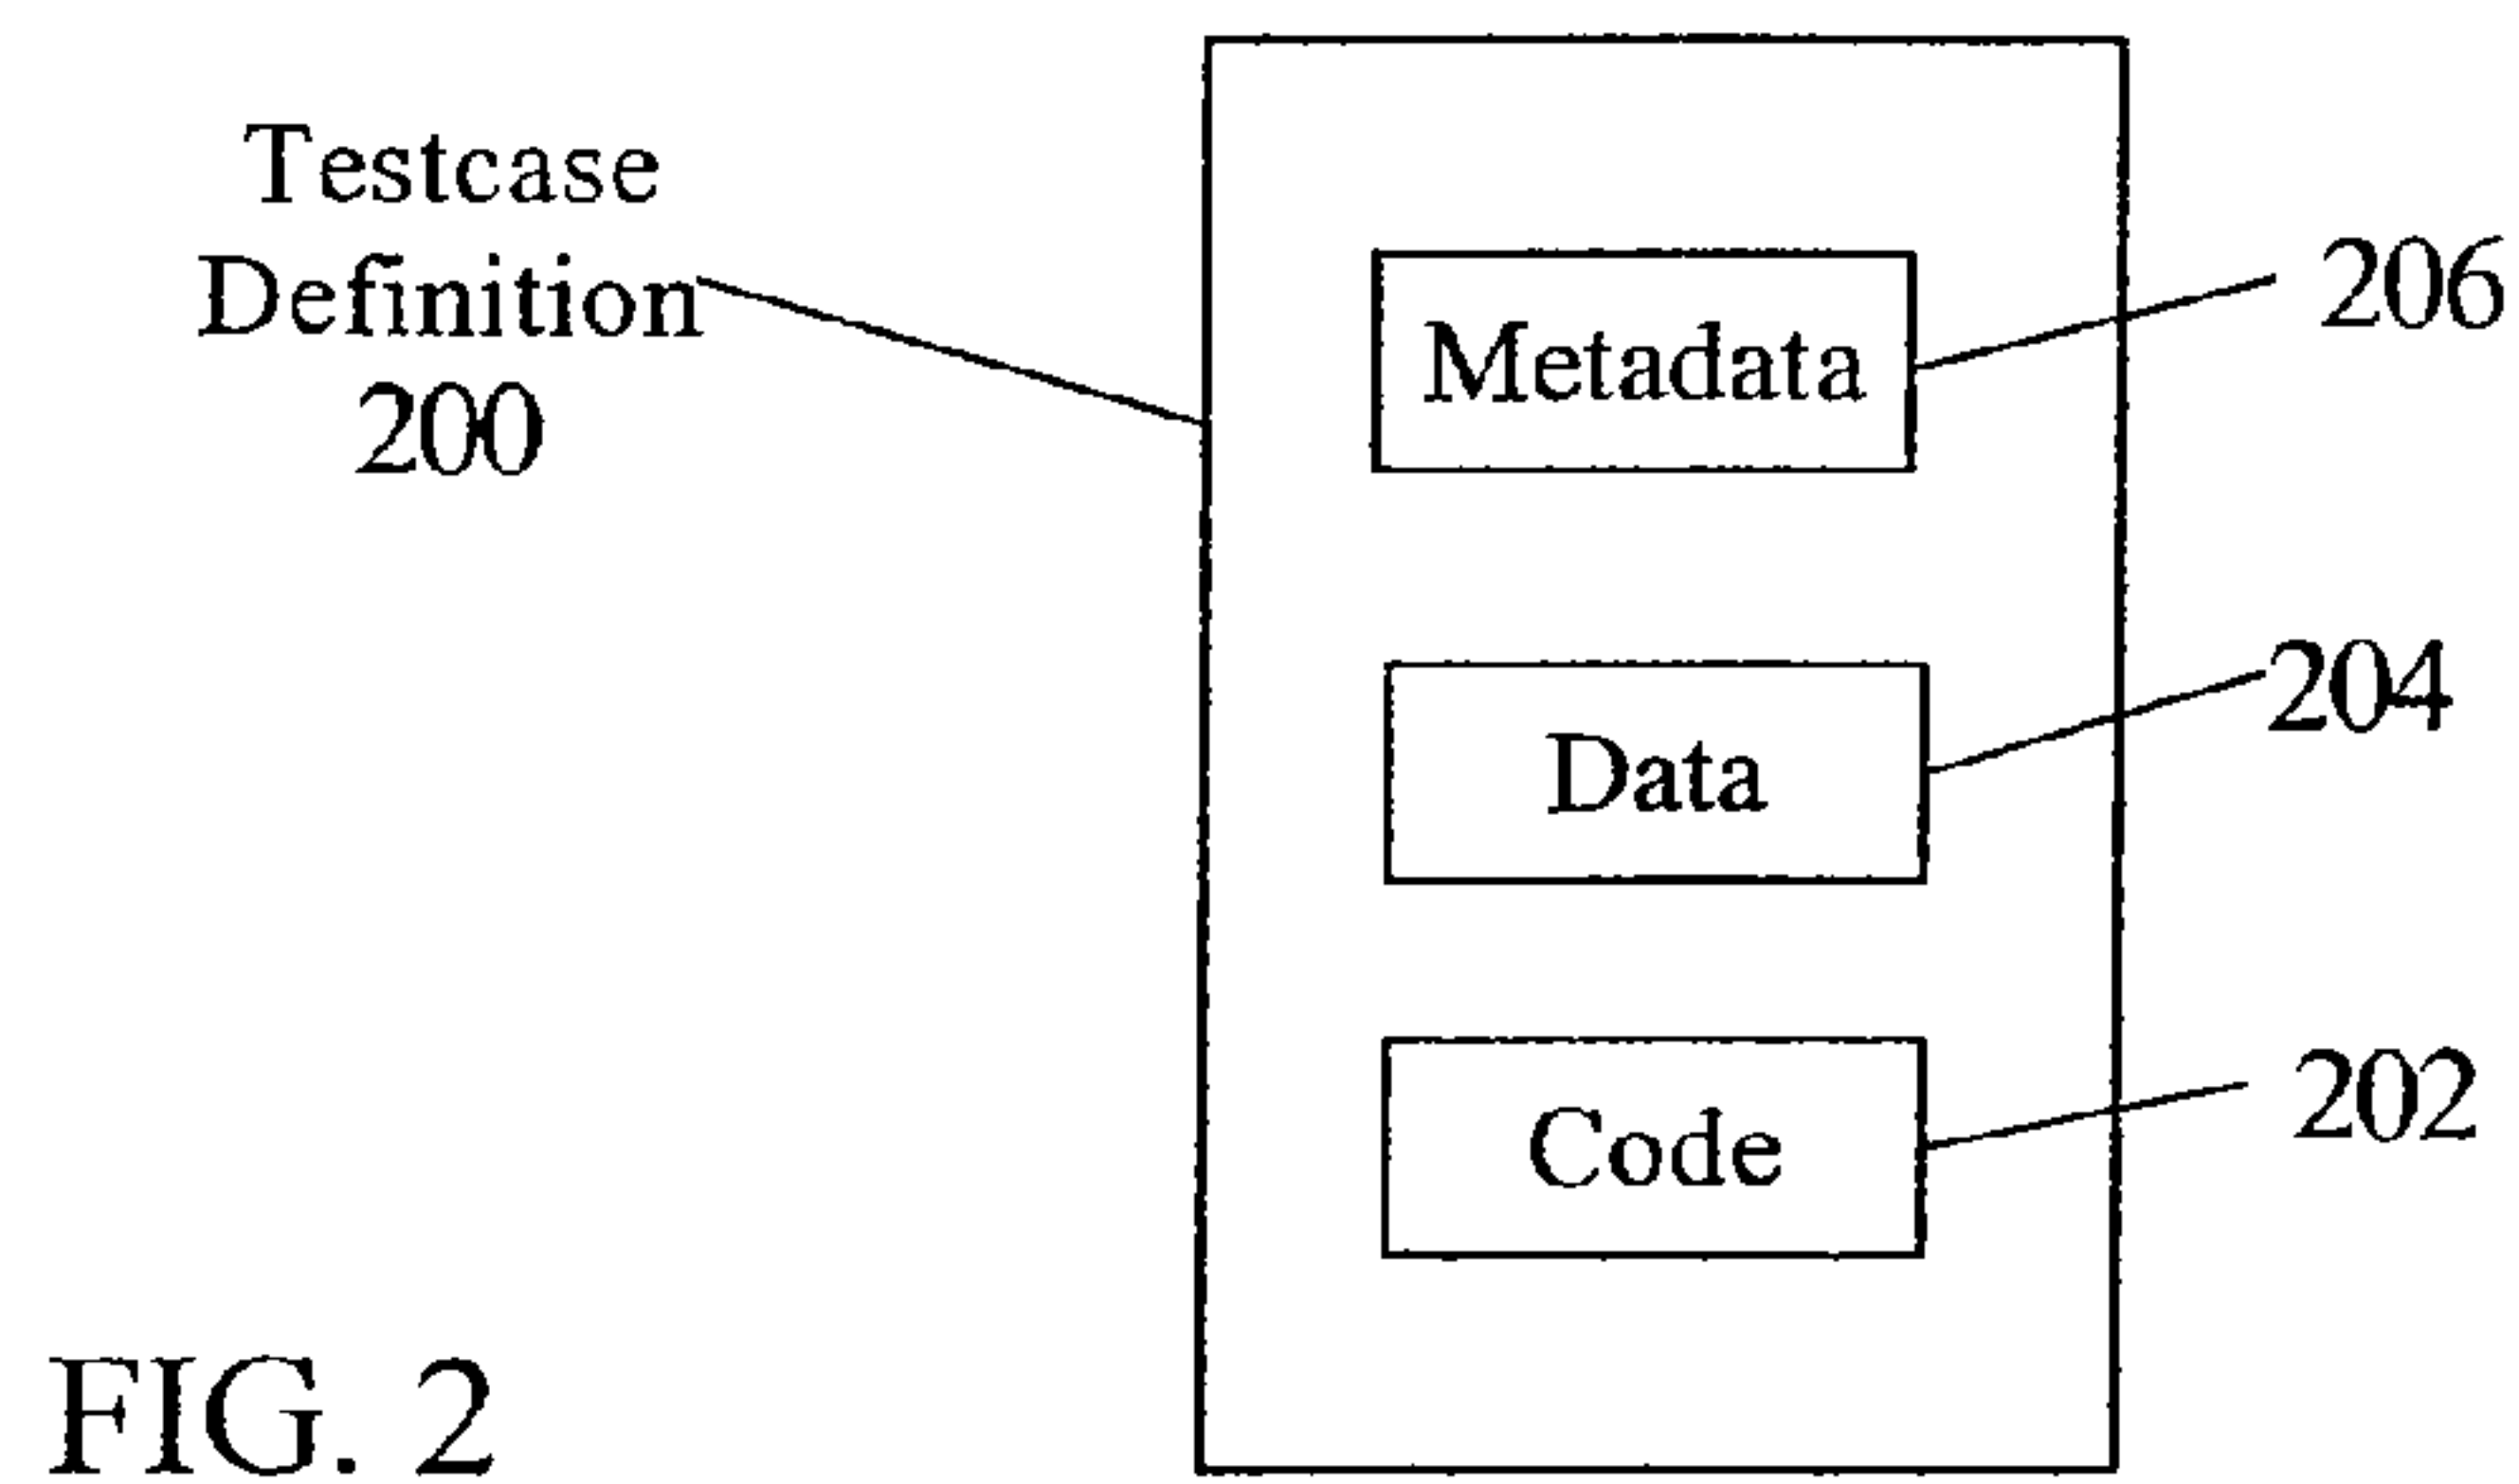 Testcase
Definition
200
Metadata
206
Data
204
Code
202
FIG. 2